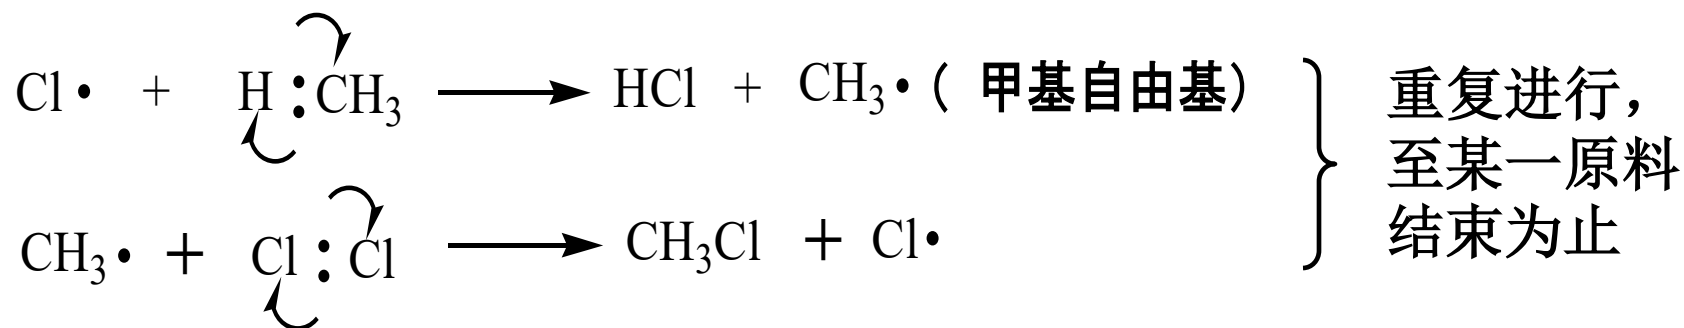 Cl· + H:CH₃ ⟶ HCl + CH₃·( 甲基自由基)
CH₃· + Cl:Cl ⟶ CH₃Cl + Cl·
重复进行,
至某一原料
结束为止